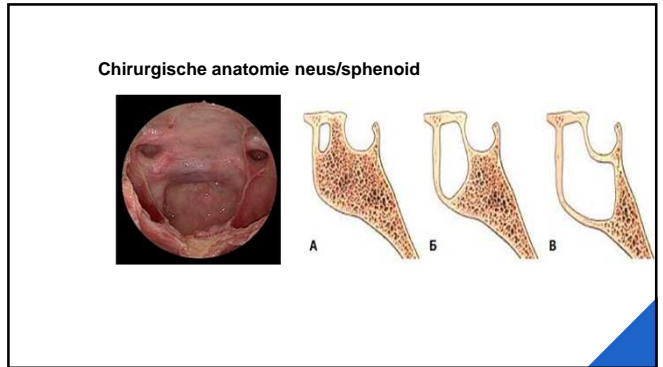 Chirurgische anatomie neus/sphenoid
А Б В